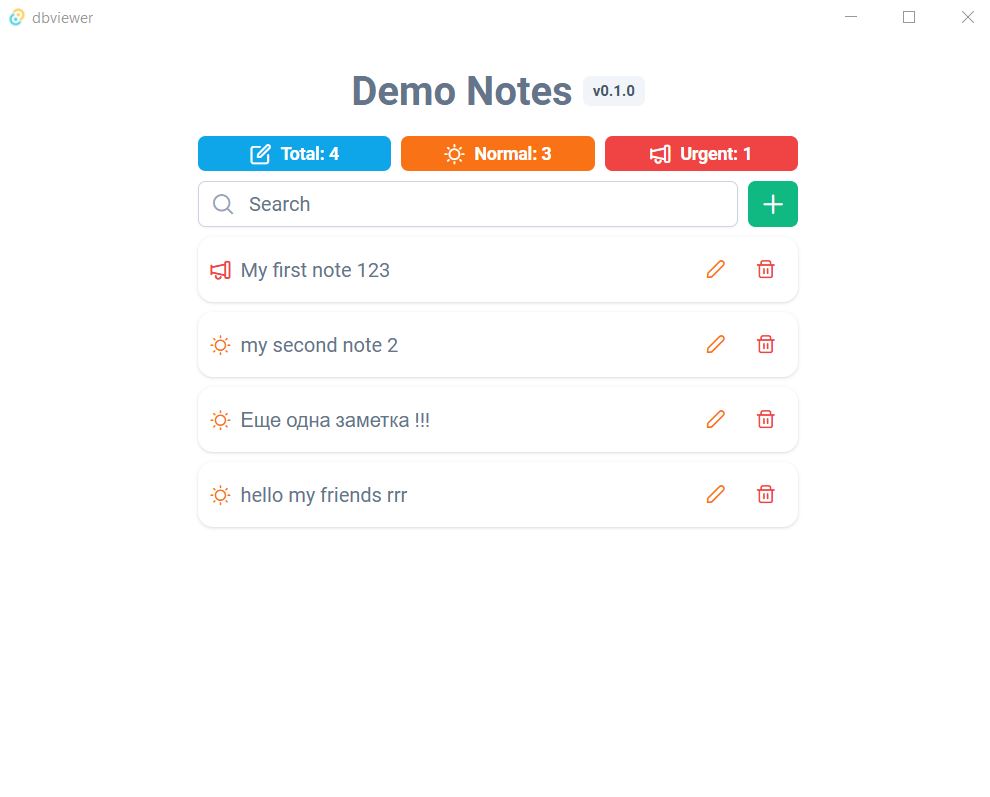 dbviewer
Demo Notes v0.1.0
Total: 4 Normal: 3 Urgent: 1
Search
My first note 123
my second note 2
Еще одна заметка !!!
hello my friends rrr